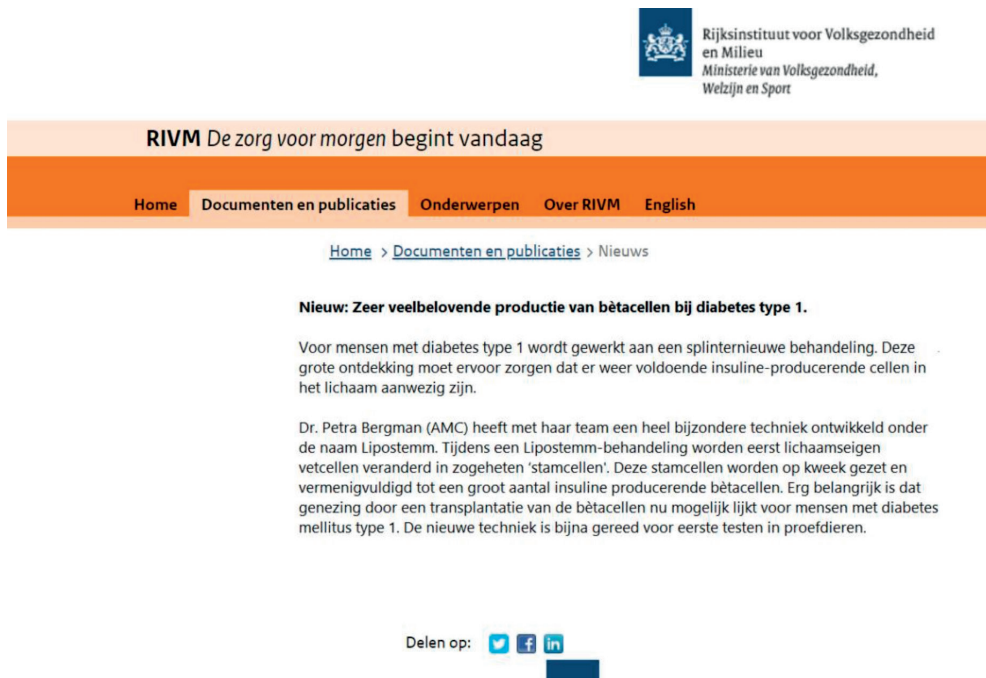 Rijksinstituut voor Volksgezondheid
en Milieu
Ministerie van Volksgezondheid,
Welzijn en Sport
RIVM De zorg voor morgen begint vandaag
Home Documenten en publicaties Onderwerpen Over RIVM English
Home > Documenten en publicaties > Nieuws
Nieuw: Zeer veelbelovende productie van bètacellen bij diabetes type 1.
Voor mensen met diabetes type 1 wordt gewerkt aan een splinternieuwe behandeling. Deze
grote ontdekking moet ervoor zorgen dat er weer voldoende insuline-producerende cellen in
het lichaam aanwezig zijn.
Dr. Petra Bergman (AMC) heeft met haar team een heel bijzondere techniek ontwikkeld onder
de naam Lipostemm. Tijdens een Lipostemm-behandeling worden eerst lichaamseigen
vetcellen veranderd in zogeheten 'stamcellen'. Deze stamcellen worden op kweek gezet en
vermenigvuldigd tot een groot aantal insuline producerende bètacellen. Erg belangrijk is dat
genezing door een transplantatie van de bètacellen nu mogelijk lijkt voor mensen met diabetes
mellitus type 1. De nieuwe techniek is bijna gereed voor eerste testen in proefdieren.
Delen op: